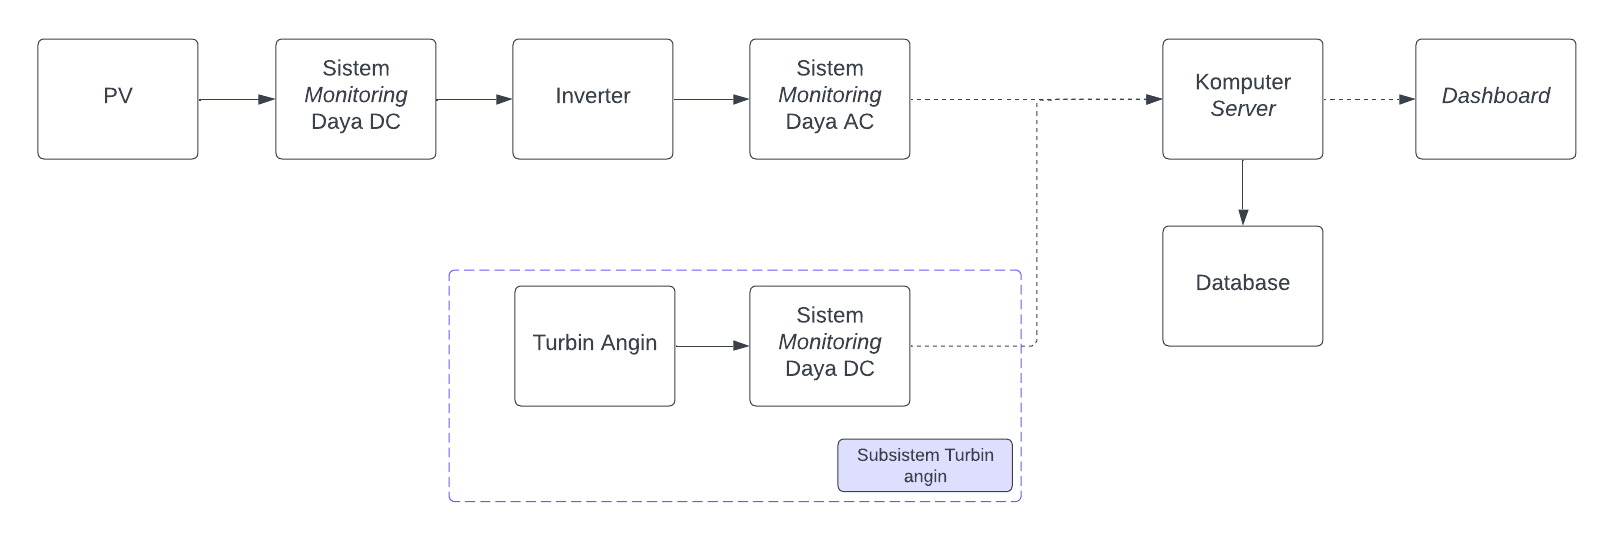 PV
Sistem
Monitoring
Daya DC
Inverter
Sistem
Monitoring
Daya AC
Komputer
Server
Dashboard
Database
Turbin Angin
Sistem
Monitoring
Daya DC
Subsistem Turbin
angin